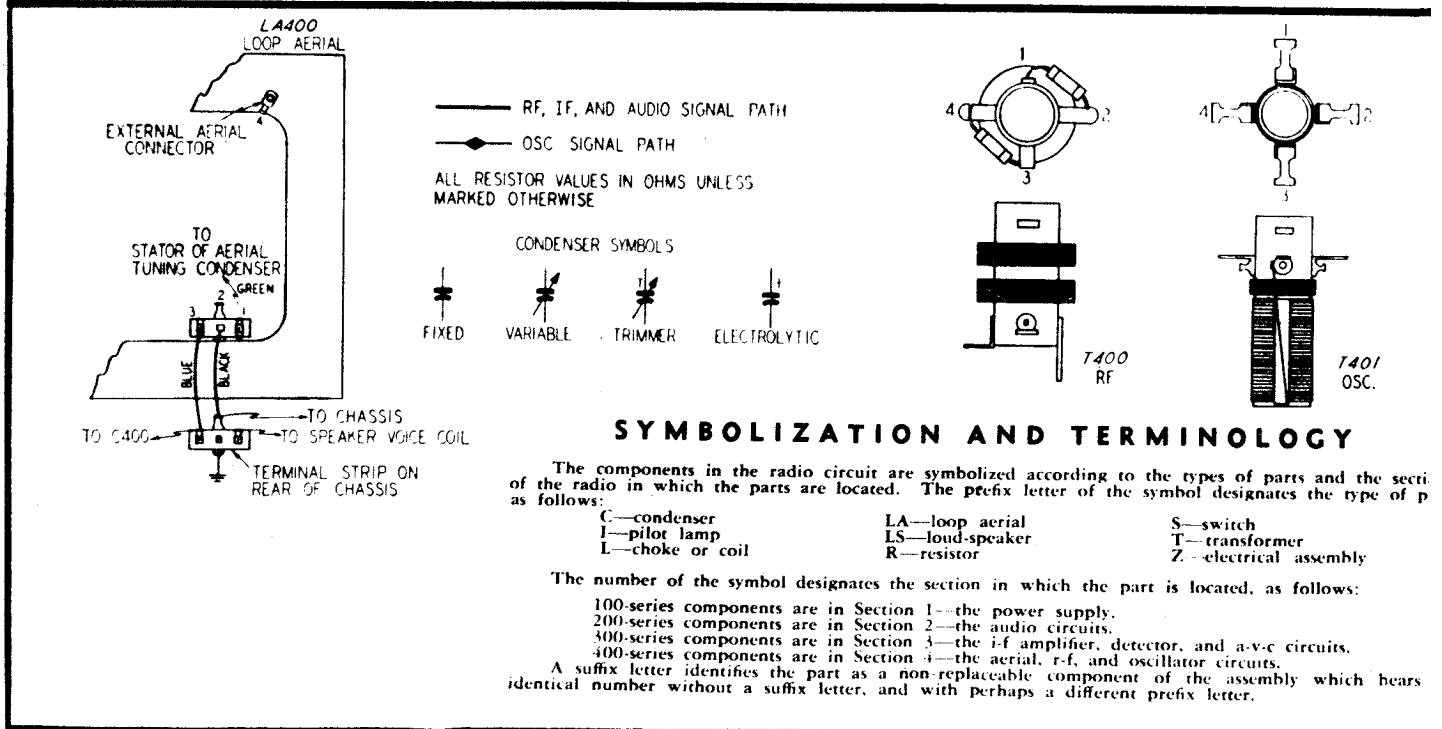 LA400
LOOP AERIAL
4
EXTERNAL AERIAL
CONNECTOR
TO
STATOR OF AERIAL
TUNING CONDENSER
GREEN
3 2 1
BLUE
BLACK
TO CHASSIS
TO C400
TO SPEAKER VOICE COIL
TERMINAL STRIP ON
REAR OF CHASSIS
RF, IF, AND AUDIO SIGNAL PATH
OSC SIGNAL PATH
ALL RESISTOR VALUES IN OHMS UNLESS
MARKED OTHERWISE
CONDENSER SYMBOLS
T
t
FIXED
VARIABLE
TRIMMER
ELECTROLYTIC
1
4 2
3
T400
RF
1
4 2
3
T401
OSC.
SYMBOLIZATION AND TERMINOLOGY
The components in the radio circuit are symbolized according to the types of parts and the secti
of the radio in which the parts are located. The prefix letter of the symbol designates the type of p
as follows:
C—condenser LA—loop aerial S—switch
I—pilot lamp LS—loud-speaker T—transformer
L—choke or coil R—resistor Z—electrical assembly
The number of the symbol designates the section in which the part is located, as follows:
100-series components are in Section 1—the power supply.
200-series components are in Section 2—the audio circuits.
300-series components are in Section 3—the i-f amplifier, detector, and a-v-c circuits.
400-series components are in Section 4—the aerial, r-f, and oscillator circuits.
A suffix letter identifies the part as a non-replaceable component of the assembly which bears
identical number without a suffix letter, and with perhaps a different prefix letter.